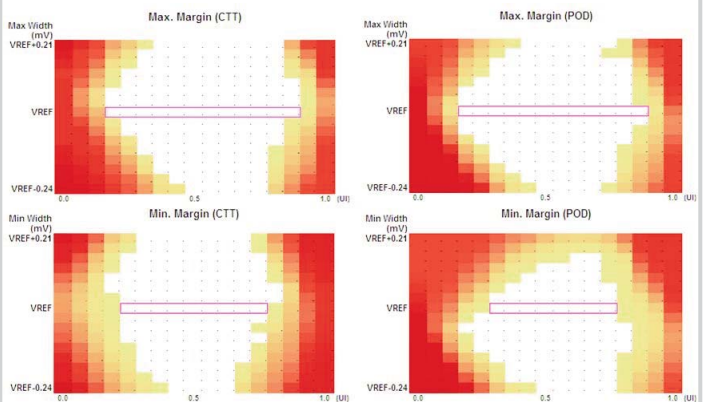 Max. Margin (CTT)
Max Width
(mV)
VREF+0.21
VREF
VREF-0.24
0.0 0.5 1.0 (UI)
Max. Margin (POD)
Max Width
(mV)
VREF+0.21
VREF
VREF-0.24
0.0 0.5 1.0 (UI)
Min. Margin (CTT)
Min Width
(mV)
VREF+0.21
VREF
VREF-0.24
0.0 0.5 1.0 (UI)
Min. Margin (POD)
Min Width
(mV)
VREF+0.21
VREF
VREF-0.24
0.0 0.5 1.0 (UI)